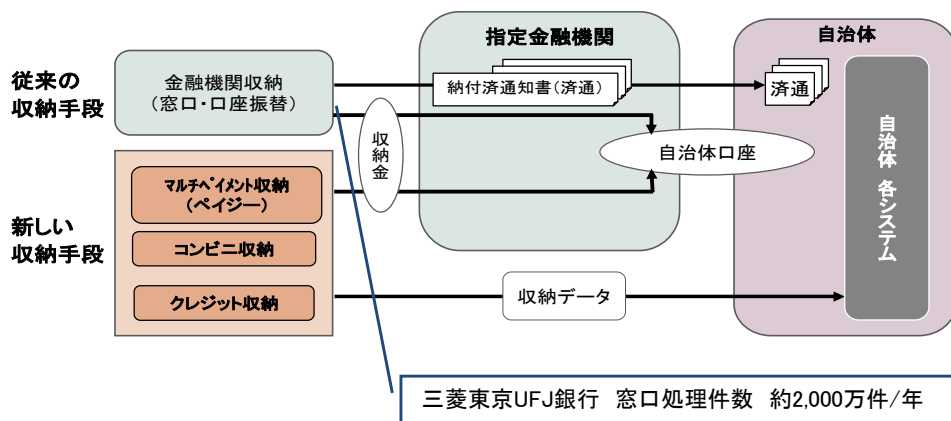 指定金融機関
自治体
従来の
収納手段
金融機関収納
(窓口・口座振替)
納付済通知書(済通)
済通
収納金
自治体口座
自治体 各システム
新しい
収納手段
マルチペイメント収納
(ペイジー)
コンビニ収納
クレジット収納
収納データ
三菱東京UFJ銀行 窓口処理件数 約2,000万件/年